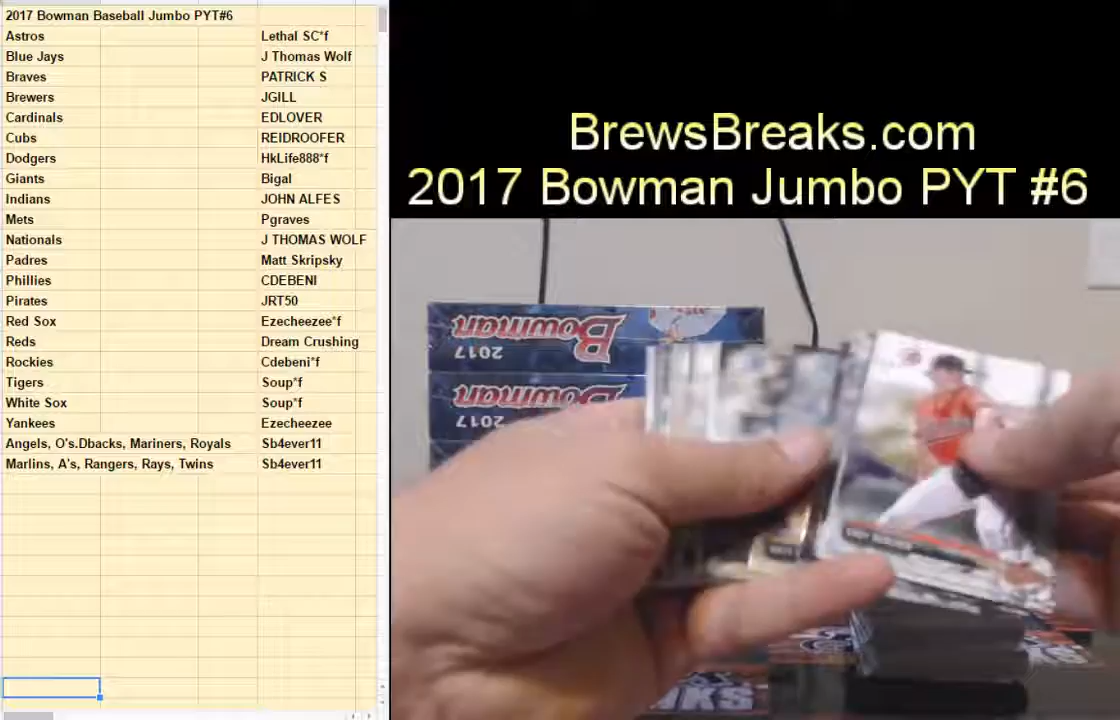 2017 Bowman Baseball Jumbo PYT#6
Astros Lethal SC*f
Blue Jays J Thomas Wolf
Braves PATRICK S
Brewers JGILL
Cardinals EDLOVER
Cubs REIDROOFER
Dodgers HkLife888*f
Giants Bigal
Indians JOHN ALFES
Mets Pgraves
Nationals J THOMAS WOLF
Padres Matt Skripsky
Phillies CDEBENI
Pirates JRT50
Red Sox Ezecheezee*f
Reds Dream Crushing
Rockies Cdebeni*f
Tigers Soup*f
White Sox Soup*f
Yankees Ezecheezee
Angels, O's.Dbacks, Mariners, Royals Sb4ever11
Marlins, A's, Rangers, Rays, Twins Sb4ever11
BrewsBreaks.com
2017 Bowman Jumbo PYT #6
Bowman 2017
Bowman 2017